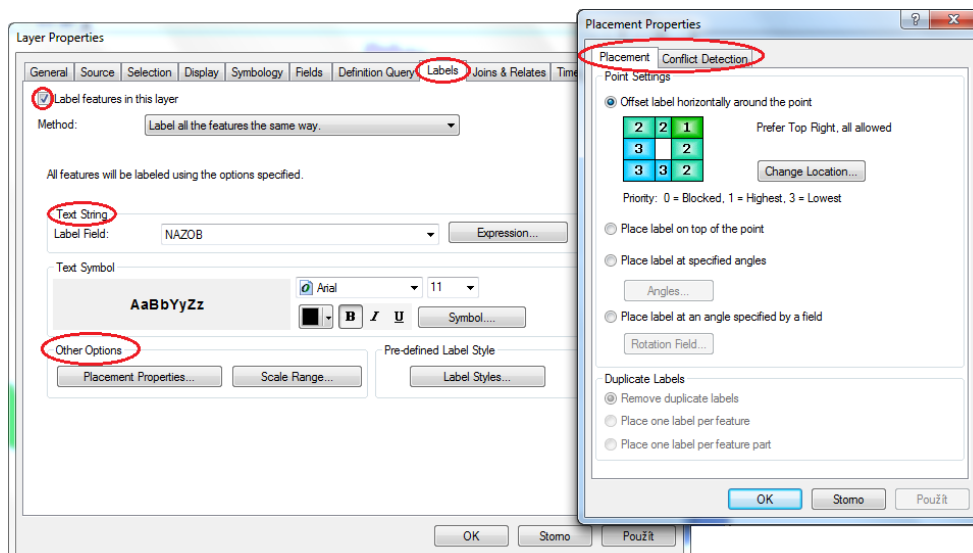 Layer Properties
General Source Selection Display Symbology Fields Definition Query Labels Joins & Relates Time
Label features in this layer
Method: Label all the features the same way.
All features will be labeled using the options specified.
Text String
Label Field: NAZOB Expression...
Text Symbol
AaBbYyZz
Arial 11
B I U Symbol....
Other Options
Placement Properties... Scale Range...
Pre-defined Label Style
Label Styles...
OK Storno Použít
Placement Properties
Placement Conflict Detection
Point Settings
Offset label horizontally around the point
2 2 1
3 2
3 3 2
Prefer Top Right, all allowed
Change Location...
Priority: 0 = Blocked, 1 = Highest, 3 = Lowest
Place label on top of the point
Place label at specified angles
Angles...
Place label at an angle specified by a field
Rotation Field...
Duplicate Labels
Remove duplicate labels
Place one label per feature
Place one label per feature part
OK Storno Použít